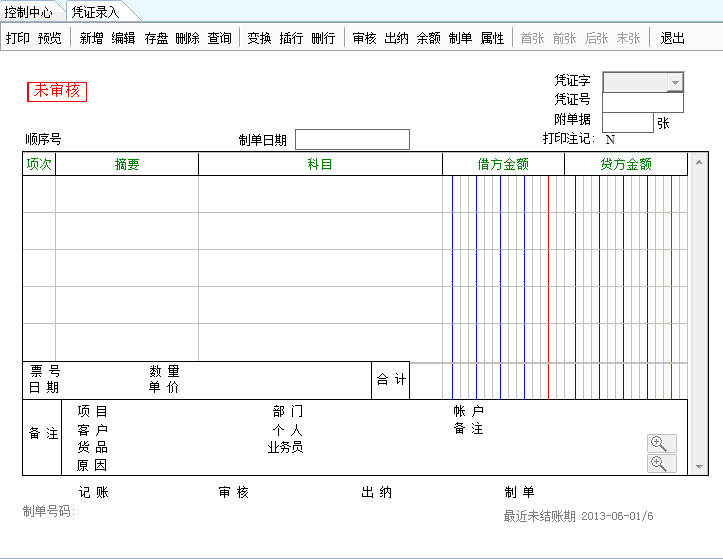 控制中心 凭证录入
打印 预览 新增 编辑 存盘 删除 查询 变换 插行 删行 审核 出纳 余额 制单 属性 首张 前张 后张 末张 退出
未审核
凭证字
凭证号
附单据 张
顺序号 制单日期 打印注记: N
项次 摘要 科目 借方金额 贷方金额
票号 数量
日期 单价
合计
备注
项目 部门 帐户
客户 个人 备注
货品 业务员
原因
记账 审核 出纳 制单
制单号码:
最近未结账期 2013-06-01/6